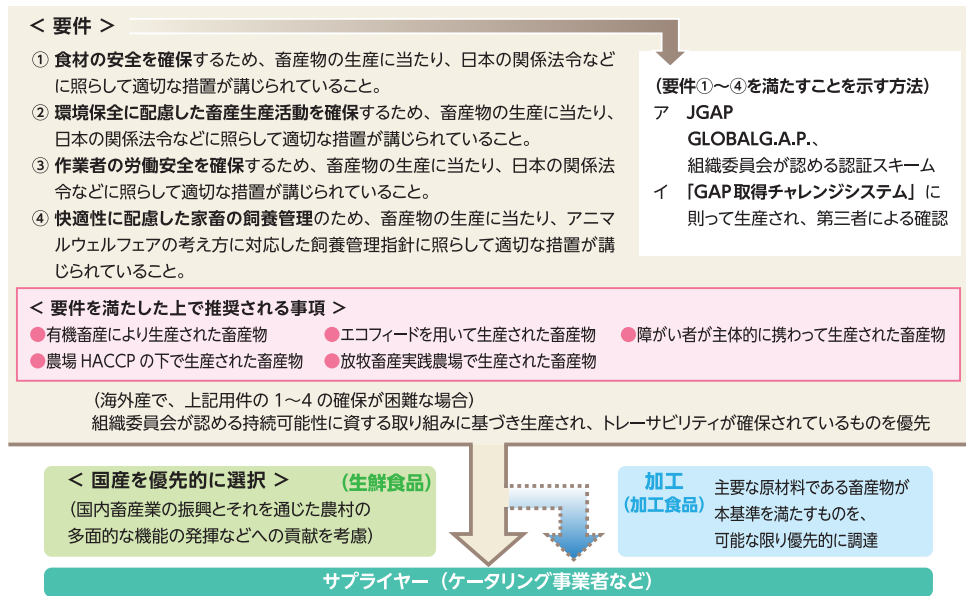 ＜ 要件 ＞
① 食材の安全を確保するため、畜産物の生産に当たり、日本の関係法令など
に照らして適切な措置が講じられていること。
② 環境保全に配慮した畜産生産活動を確保するため、畜産物の生産に当たり、
日本の関係法令などに照らして適切な措置が講じられていること。
③ 作業者の労働安全を確保するため、畜産物の生産に当たり、日本の関係法
令などに照らして適切な措置が講じられていること。
④ 快適性に配慮した家畜の飼養管理のため、畜産物の生産に当たり、アニマ
ルウェルフェアの考え方に対応した飼養管理指針に照らして適切な措置が講
じられていること。
（要件①～④を満たすことを示す方法）
ア JGAP
GLOBALG.A.P.、
組織委員会が認める認証スキーム
イ 「GAP取得チャレンジシステム」に
則って生産され、第三者による確認
＜ 要件を満たした上で推奨される事項 ＞
●有機畜産により生産された畜産物 ●エコフィードを用いて生産された畜産物 ●障がい者が主体的に携わって生産された畜産物
●農場 HACCP の下で生産された畜産物 ●放牧畜産実践農場で生産された畜産物
（海外産で、上記用件の 1～4 の確保が困難な場合）
組織委員会が認める持続可能性に資する取り組みに基づき生産され、トレーサビリティが確保されているものを優先
＜ 国産を優先的に選択 ＞ （生鮮食品）
（国内畜産業の振興とそれを通じた農村の
多面的な機能の発揮などへの貢献を考慮）
加工
（加工食品）
主要な原材料である畜産物が
本基準を満たすものを、
可能な限り優先的に調達
サプライヤー（ケータリング事業者など）